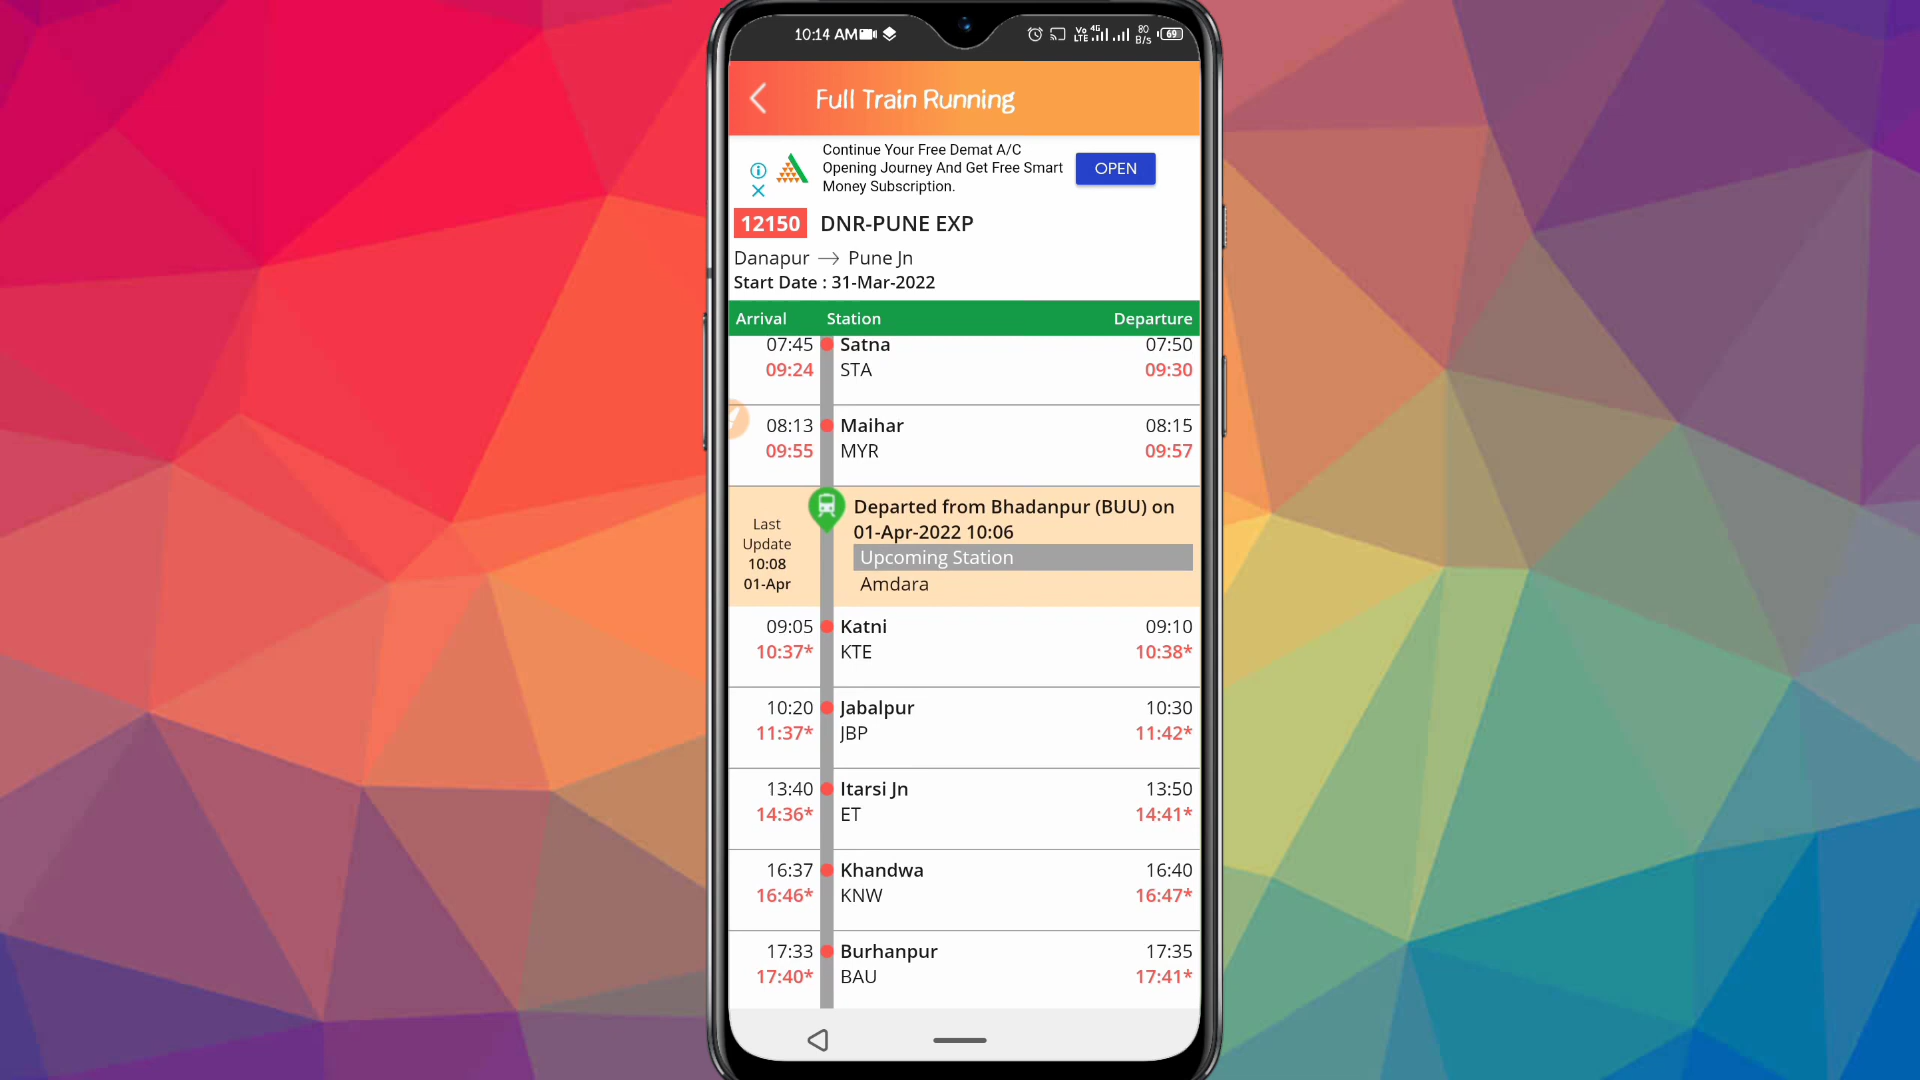 10:14 AM
Vo LTE 4G 80 B/s 69
Full Train Running
Continue Your Free Demat A/C
Opening Journey And Get Free Smart
Money Subscription.
OPEN
12150 DNR-PUNE EXP
Danapur → Pune Jn
Start Date : 31-Mar-2022
Arrival Station Departure
07:45 Satna 07:50
09:24 STA 09:30
08:13 Maihar 08:15
09:55 MYR 09:57
Last
Update
10:08
01-Apr
Departed from Bhadanpur (BUU) on
01-Apr-2022 10:06
Upcoming Station
Amdara
09:05 Katni 09:10
10:37* KTE 10:38*
10:20 Jabalpur 10:30
11:37* JBP 11:42*
13:40 Itarsi Jn 13:50
14:36* ET 14:41*
16:37 Khandwa 16:40
16:46* KNW 16:47*
17:33 Burhanpur 17:35
17:40* BAU 17:41*